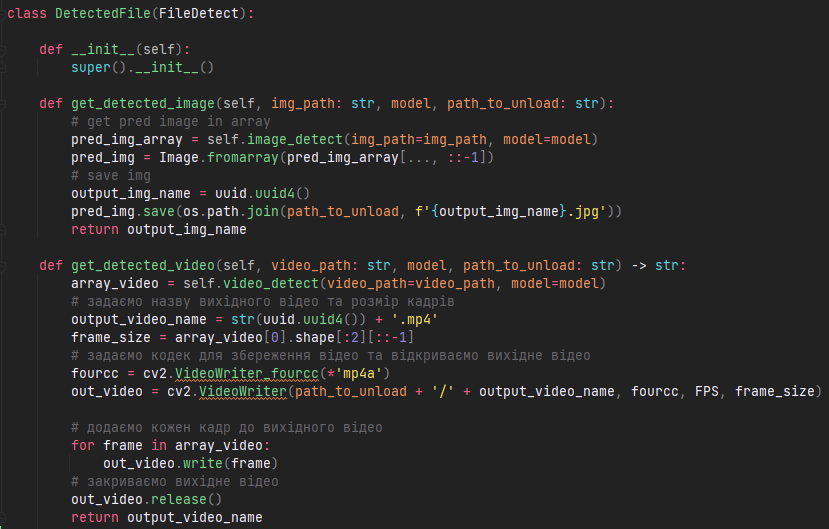 class DetectedFile(FileDetect):
def __init__(self):
super().__init__()
def get_detected_image(self, img_path: str, model, path_to_unload: str):
# get pred image in array
pred_img_array = self.image_detect(img_path=img_path, model=model)
pred_img = Image.fromarray(pred_img_array[..., ::-1])
# save img
output_img_name = uuid.uuid4()
pred_img.save(os.path.join(path_to_unload, f'{output_img_name}.jpg'))
return output_img_name
def get_detected_video(self, video_path: str, model, path_to_unload: str) -> str:
array_video = self.video_detect(video_path=video_path, model=model)
# задаємо назву вихідного відео та розмір кадрів
output_video_name = str(uuid.uuid4()) + '.mp4'
frame_size = array_video[0].shape[:2][::-1]
# задаємо кодек для збереження відео та відкриваємо вихідне відео
fourcc = cv2.VideoWriter_fourcc(*'mp4a')
out_video = cv2.VideoWriter(path_to_unload + '/' + output_video_name, fourcc, FPS, frame_size)
# додаємо кожен кадр до вихідного відео
for frame in array_video:
out_video.write(frame)
# закриваємо вихідне відео
out_video.release()
return output_video_name